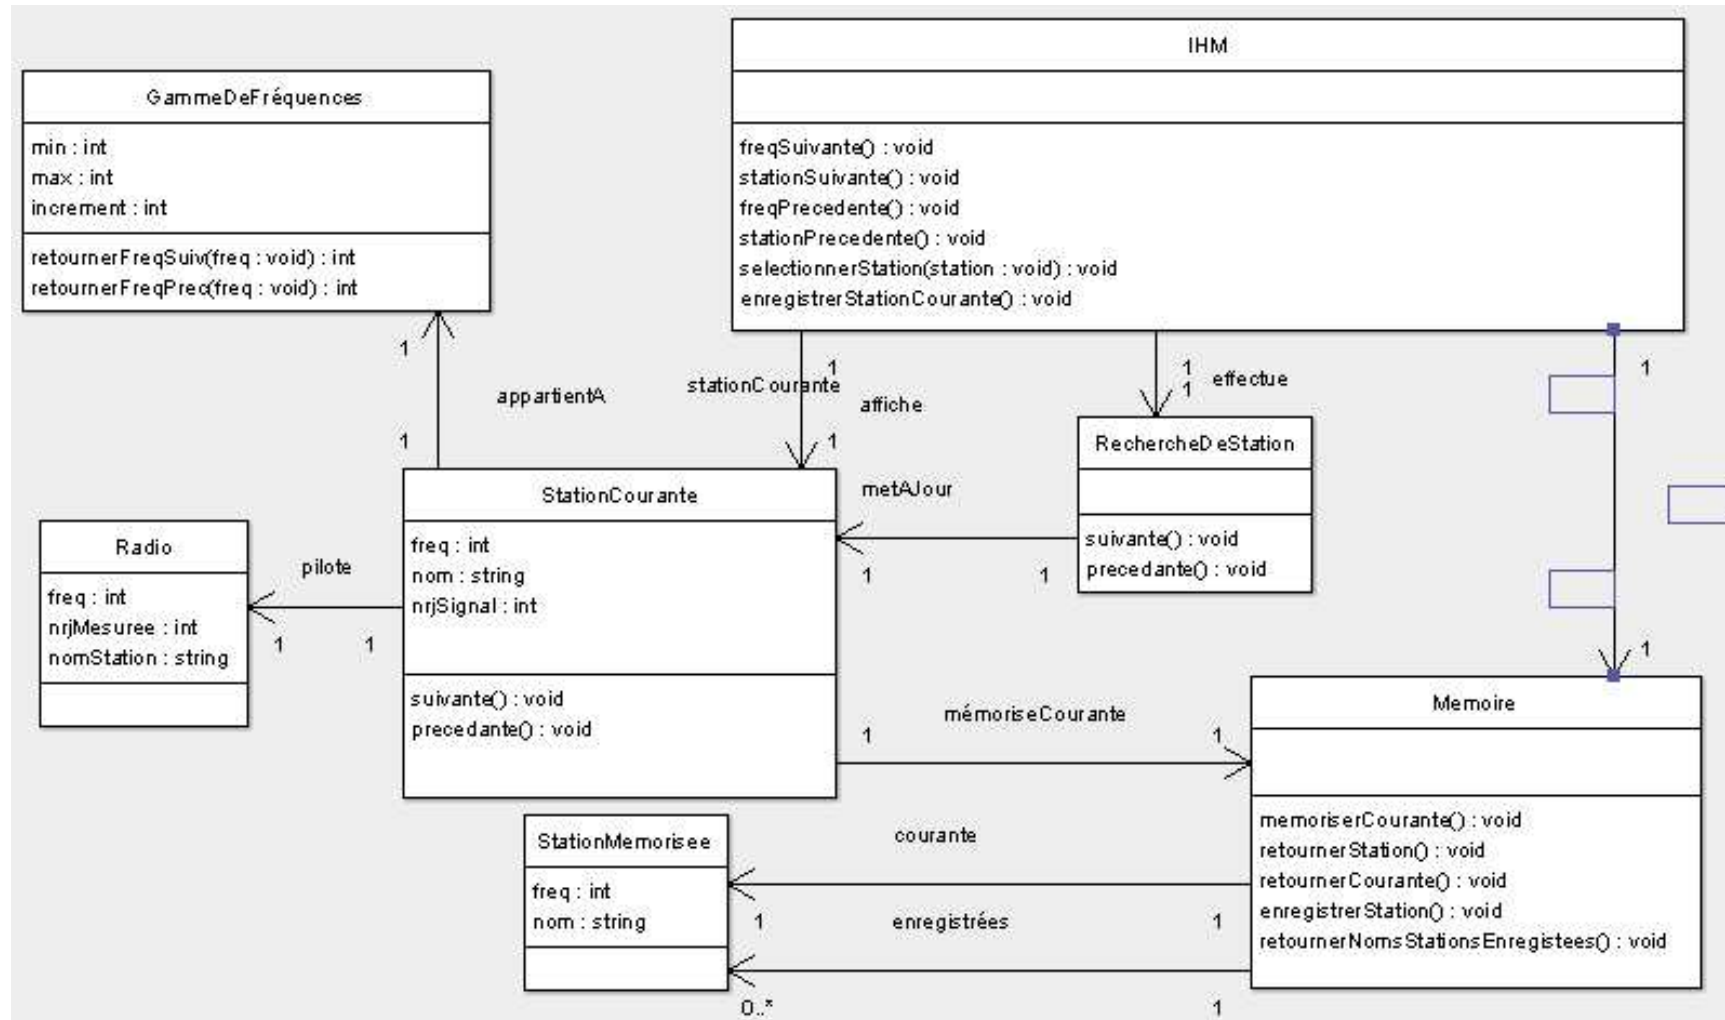 IHM
freqSuivante() : void
stationSuivante() : void
freqPrecedente() : void
stationPrecedente() : void
selectionnerStation(station : void) : void
enregistrerStationCourante() : void
GammeDeFréquences
min : int
max : int
increment : int
retournerFreqSuiv(freq : void) : int
retournerFreqPrec(freq : void) : int
1
appartientA
1
stationCourante
1
affiche
1
1
1
effectue
1
1
RechercheDeStation
suivante() : void
precedante() : void
metAJour
1
1
StationCourante
freq : int
nom : string
nrjSignal : int
suivante() : void
precedante() : void
Radio
freq : int
nrjMesuree : int
nomStation : string
pilote
1
1
mémoriseCourante
1
1
Memoire
memoriserCourante() : void
retournerStation() : void
retournerCourante() : void
enregistrerStation() : void
retournerNomsStationsEnregistees() : void
StationMemorisee
freq : int
nom : string
courante
1
1
enregistrées
0..*
1